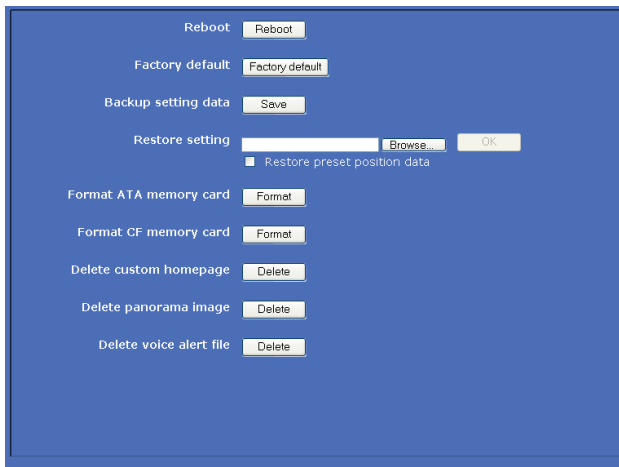 Reboot Reboot
Factory default Factory default
Backup setting data Save
Restore setting Browse... OK
Restore preset position data
Format ATA memory card Format
Format CF memory card Format
Delete custom homepage Delete
Delete panorama image Delete
Delete voice alert file Delete